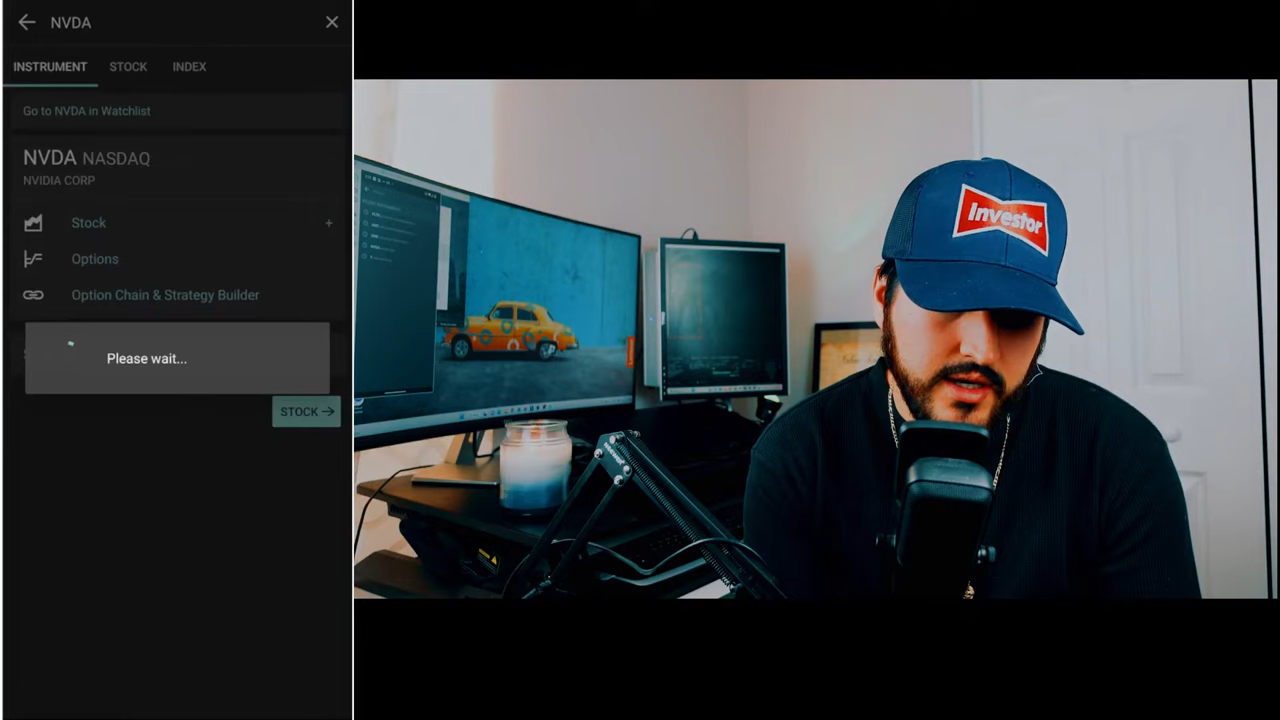 NVDA
INSTRUMENT STOCK INDEX
Go to NVDA in Watchlist
NVDA NASDAQ
NVIDIA CORP
Stock +
Options
Option Chain & Strategy Builder
Please wait...
STOCK →
Investor